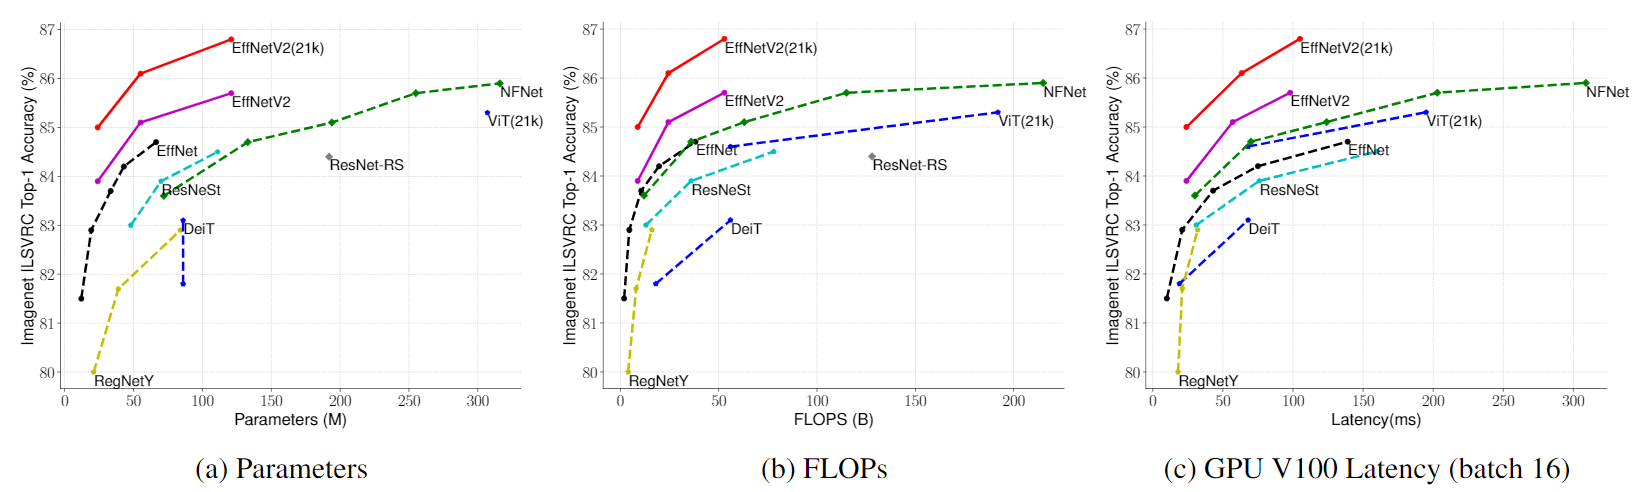 Imagenet ILSVRC Top-1 Accuracy (%)
87
86
85
84
83
82
81
80
EffNetV2(21k)
EffNetV2
NFNet
ViT(21k)
EffNet
ResNet-RS
ResNeSt
DeiT
RegNetY
0 50 100 150 200 250 300
Parameters (M)
(a) Parameters
Imagenet ILSVRC Top-1 Accuracy (%)
87
86
85
84
83
82
81
80
EffNetV2(21k)
EffNetV2
NFNet
ViT(21k)
EffNet
ResNet-RS
ResNeSt
DeiT
RegNetY
0 50 100 150 200
FLOPS (B)
(b) FLOPs
Imagenet ILSVRC Top-1 Accuracy (%)
87
86
85
84
83
82
81
80
EffNetV2(21k)
EffNetV2
NFNet
ViT(21k)
EffNet
ResNeSt
DeiT
RegNetY
0 50 100 150 200 250 300
Latency(ms)
(c) GPU V100 Latency (batch 16)